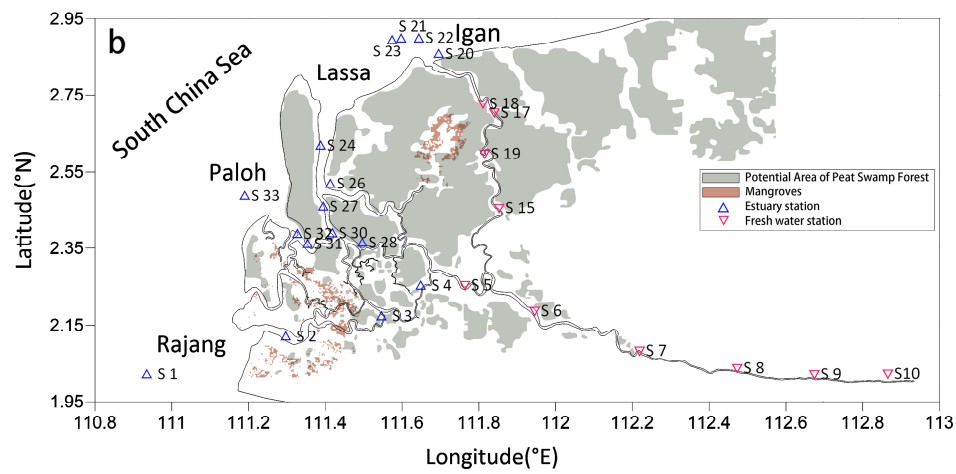 b
South China Sea
Lassa
Igan
Paloh
Rajang
S 21
S 22
S 23
S 20
S 18
S 17
S 24
S 19
S 26
S 33
S 27
S 15
S 32
S 30
S 31
S 28
S 4
S 5
S 6
S 3
S 2
S 7
S 1
S 8
S 9
S10
Potential Area of Peat Swamp Forest
Mangroves
Estuary station
Fresh water station
Latitude(°N)
2.95
2.75
2.55
2.35
2.15
1.95
110.8
111
111.1
111.3
111.4
111.6
111.8
112
112.2
112.4
112.6
112.8
113
Longitude(°E)